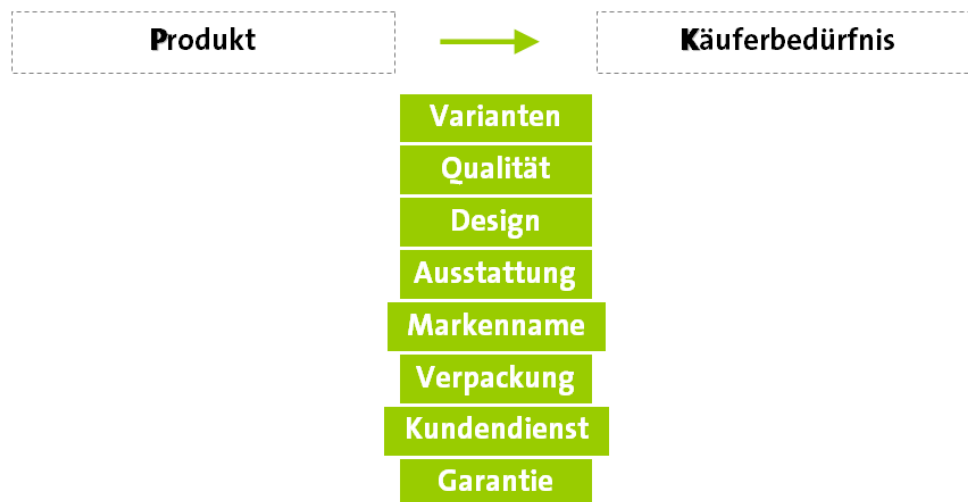 Produkt
Käuferbedürfnis
Varianten
Qualität
Design
Ausstattung
Markenname
Verpackung
Kundendienst
Garantie